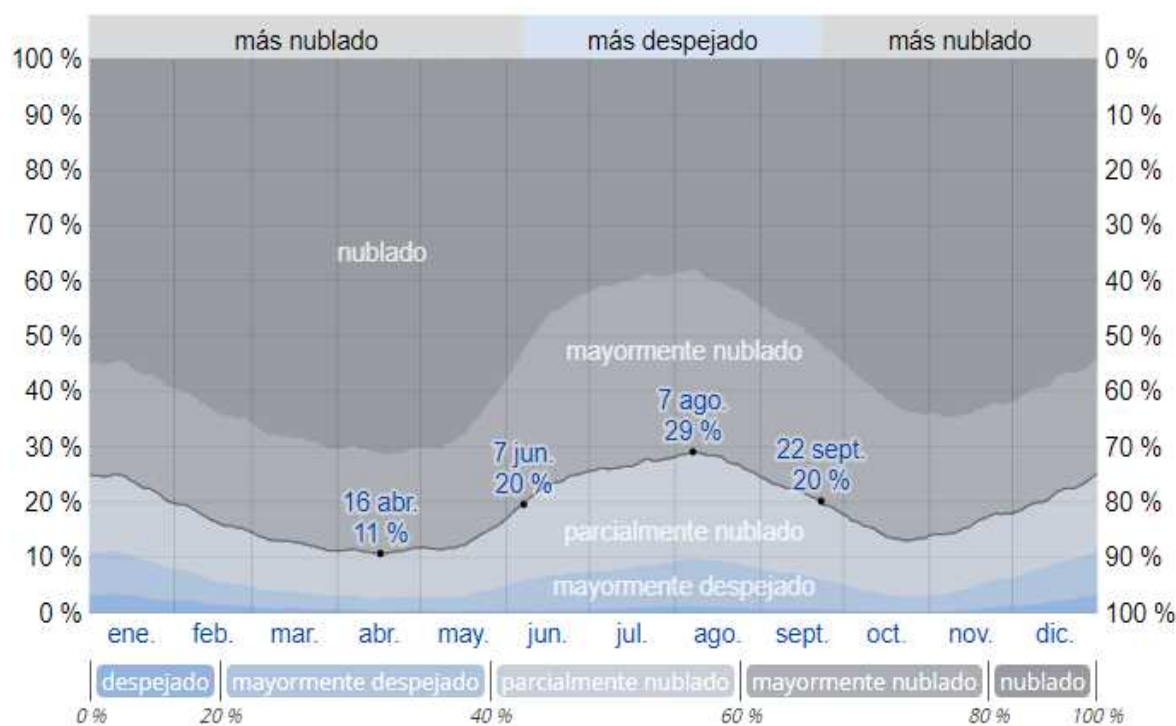 más nublado más despejado más nublado
100 % 0 %
90 % 10 %
80 % 20 %
70 % 30 %
nublado
60 % 40 %
50 % 50 %
mayormente nublado
40 % 60 %
7 ago.
29 %
30 % 70 %
7 jun.
20 %
22 sept.
20 %
20 % 80 %
16 abr.
11 %
parcialmente nublado
10 % 90 %
mayormente despejado
0 % 100 %
ene. feb. mar. abr. may. jun. jul. ago. sept. oct. nov. dic.
despejado mayormente despejado parcialmente nublado mayormente nublado nublado
0 % 20 % 40 % 60 % 80 % 100 %